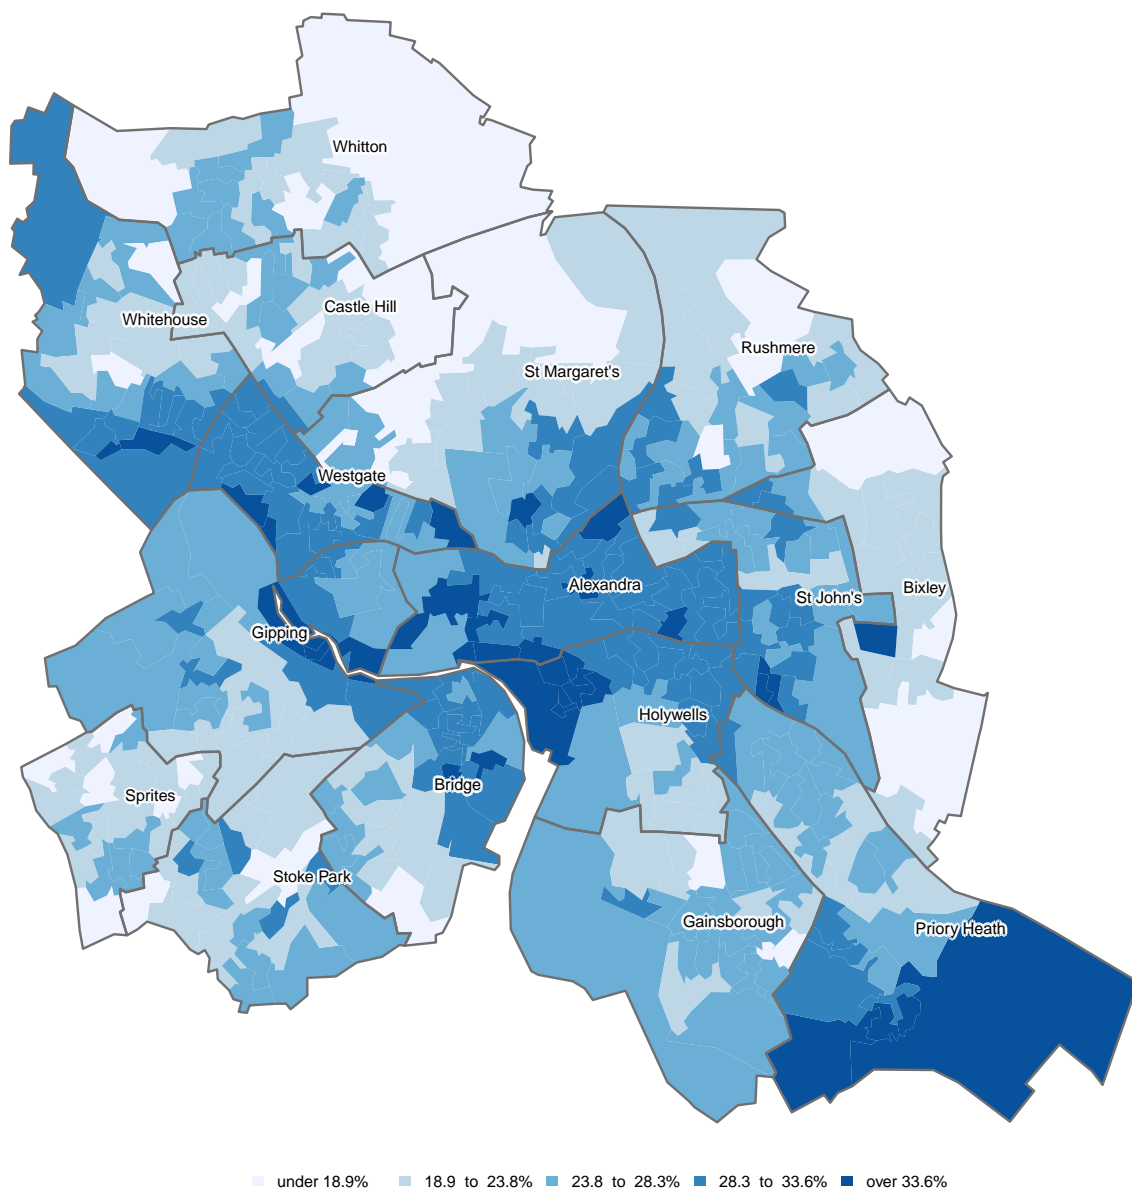 Whitton
Castle Hill
Whitehouse
Rushmere
St Margaret's
Westgate
Alexandra
Bixley
St John's
Gipping
Holywells
Bridge
Sprites
Stoke Park
Gainsborough
Priory Heath
under 18.9% 18.9 to 23.8% 23.8 to 28.3% 28.3 to 33.6% over 33.6%